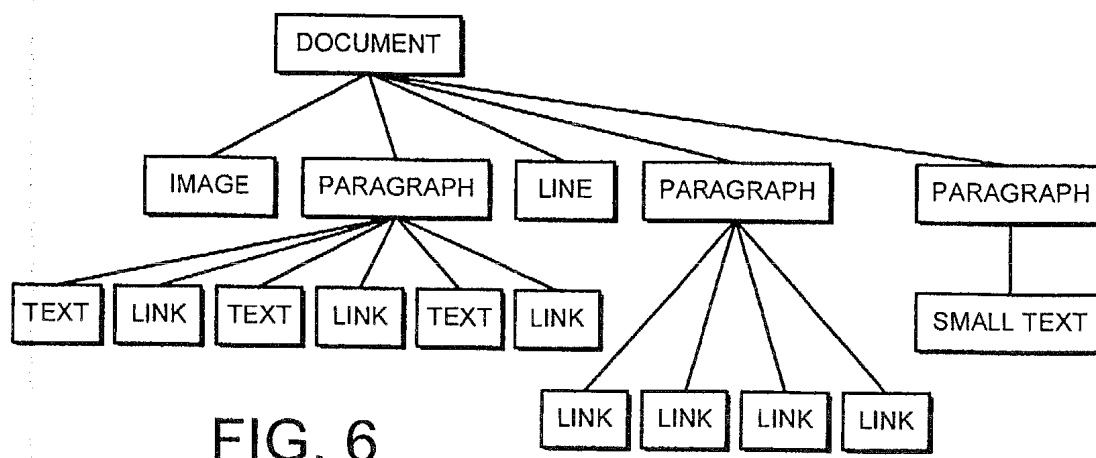 DOCUMENT
IMAGE PARAGRAPH LINE PARAGRAPH PARAGRAPH
TEXT LINK TEXT LINK TEXT LINK SMALL TEXT
LINK LINK LINK LINK
FIG. 6